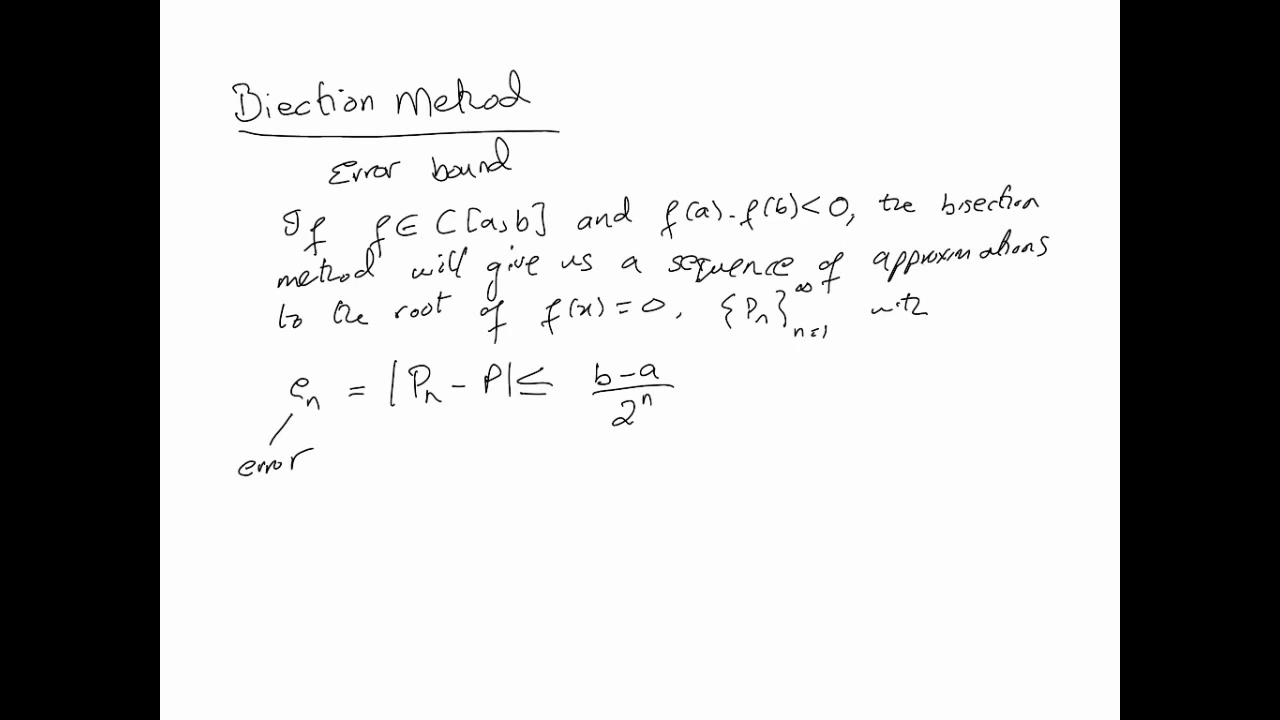 Biection Method
Error bound
If f ∈ C[a,b] and f(a).f(b)<0, the bisection
method will give us a sequence of approximations
to the root of f(x)=0, {Pn}∞n=1 with
en = |Pn - P| ≤ b-a / 2^n
error